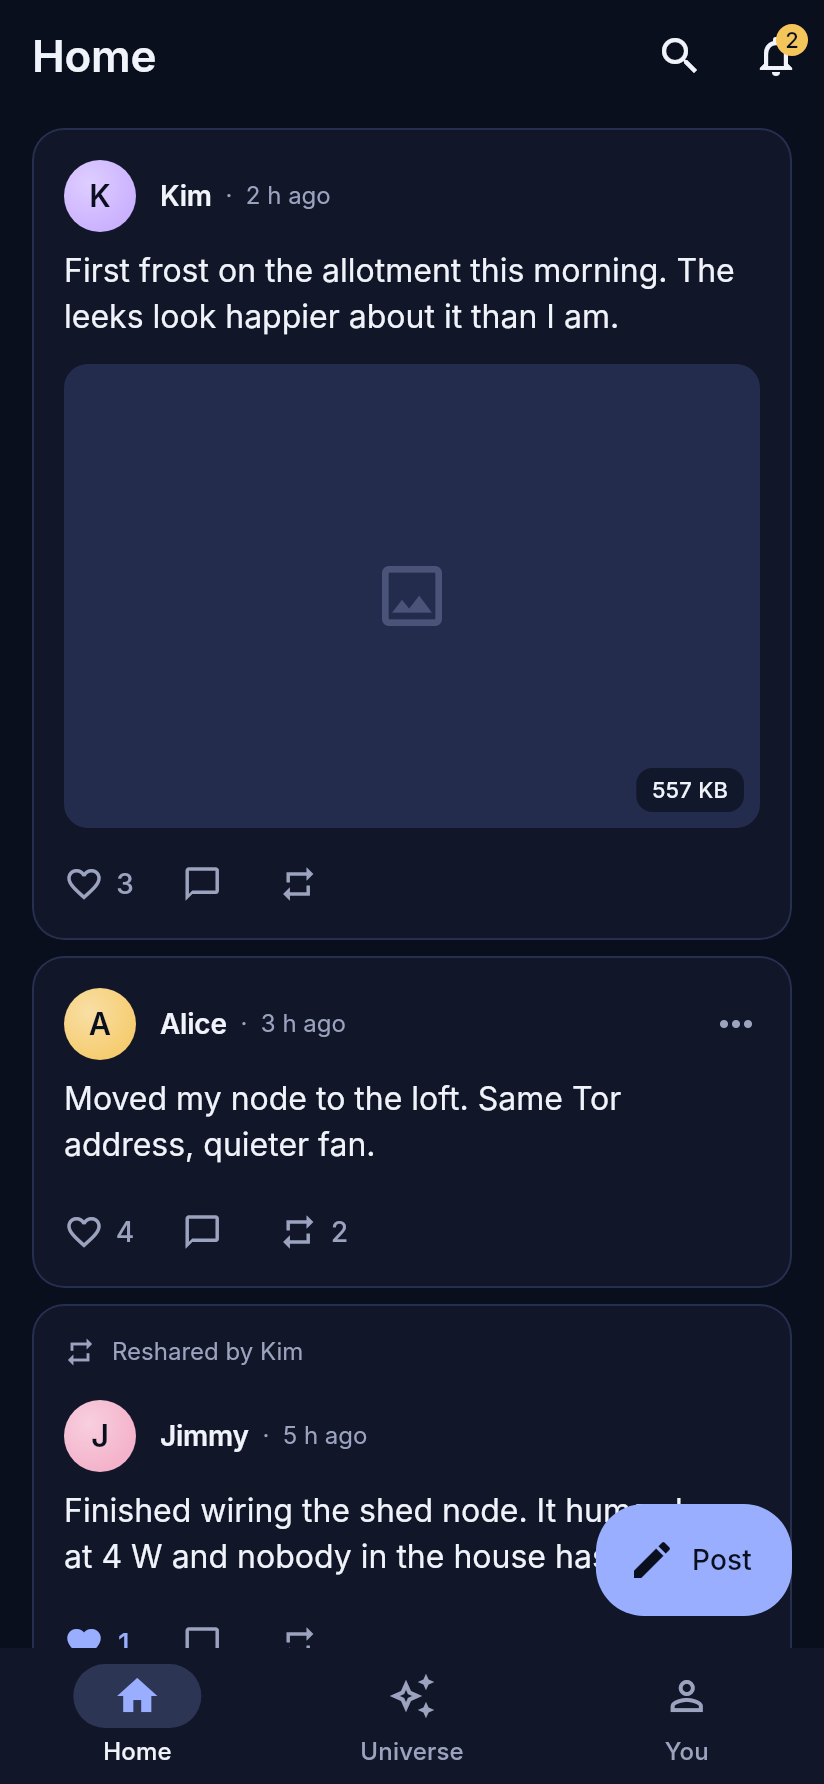 Home
2
K
Kim · 2 h ago
First frost on the allotment this morning. The
leeks look happier about it than I am.
557 KB
3
A
Alice · 3 h ago
Moved my node to the loft. Same Tor
address, quieter fan.
4
2
Reshared by Kim
J
Jimmy · 5 h ago
Finished wiring the shed node. It
at 4 W and nobody in the house
Post
1
Home
Universe
You